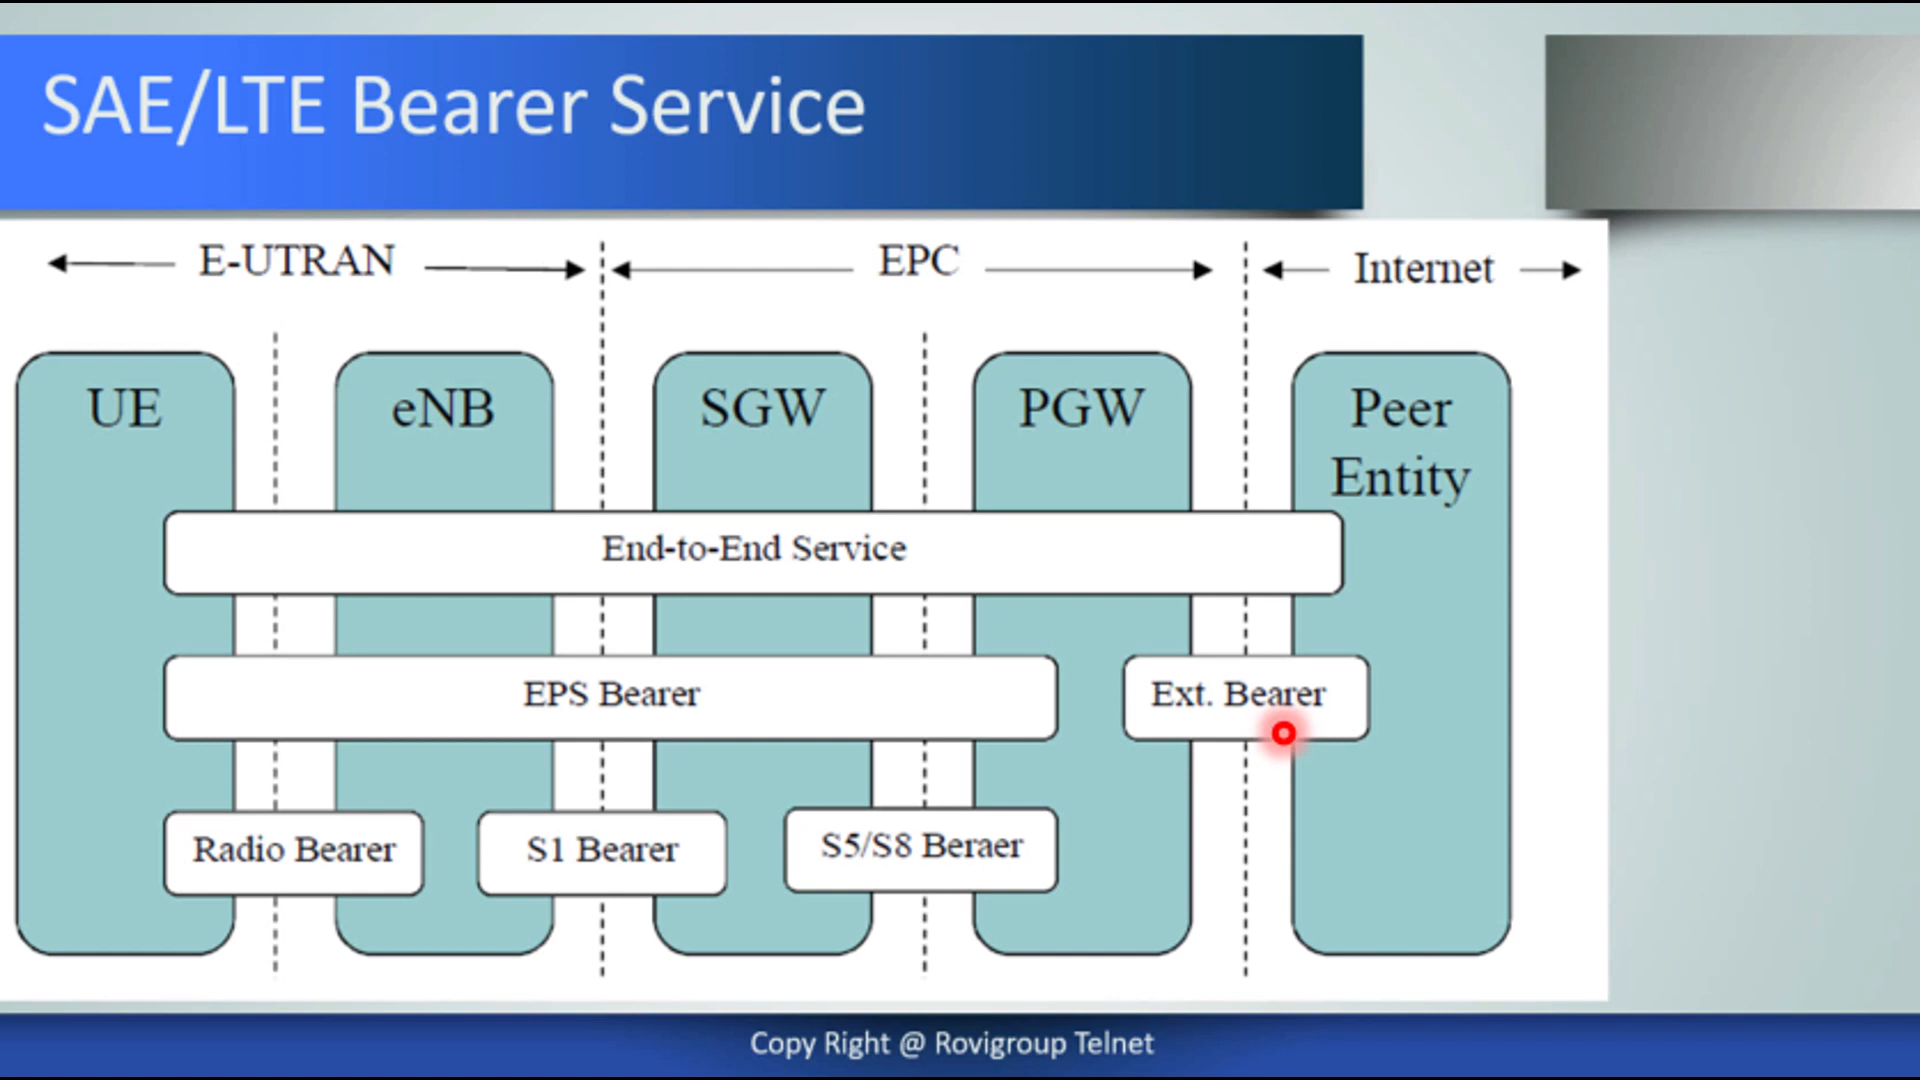 SAE/LTE Bearer Service
E-UTRAN
EPC
Internet
UE
eNB
SGW
PGW
Peer
Entity
End-to-End Service
EPS Bearer
Ext. Bearer
Radio Bearer
S1 Bearer
S5/S8 Beraer
Copy Right @ Rovigroup Telnet